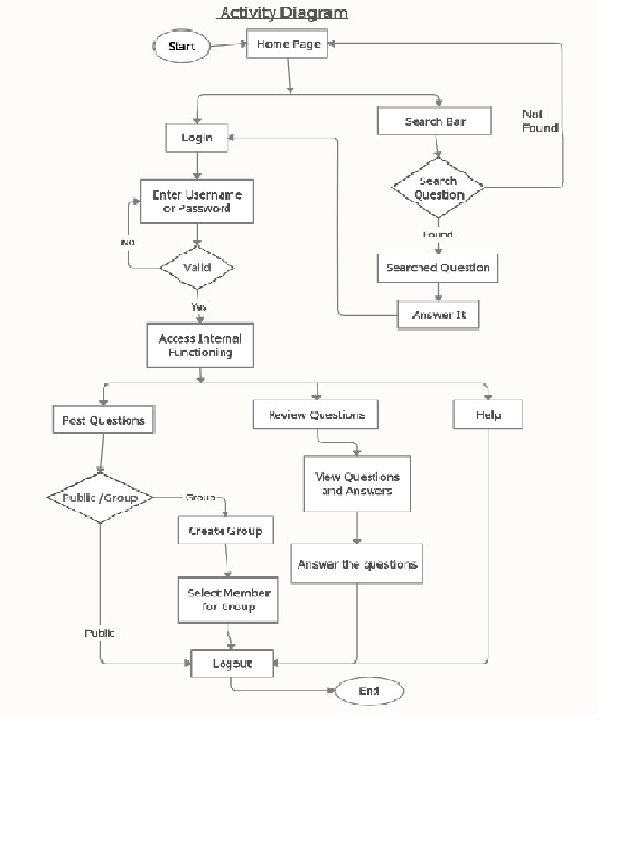 Activity Diagram
Start
Home Page
Search Bar
Not
Found
Login
Search
Question
Enter Username
or Password
Found
No
Valid
Searched Question
Yes
Answer It
Access Internal
Functioning
Post Questions
Review Questions
Help
View Questions
and Answers
Public /Group
Group
Create Group
Answer the questions
Select Member
for Group
Public
Logout
End